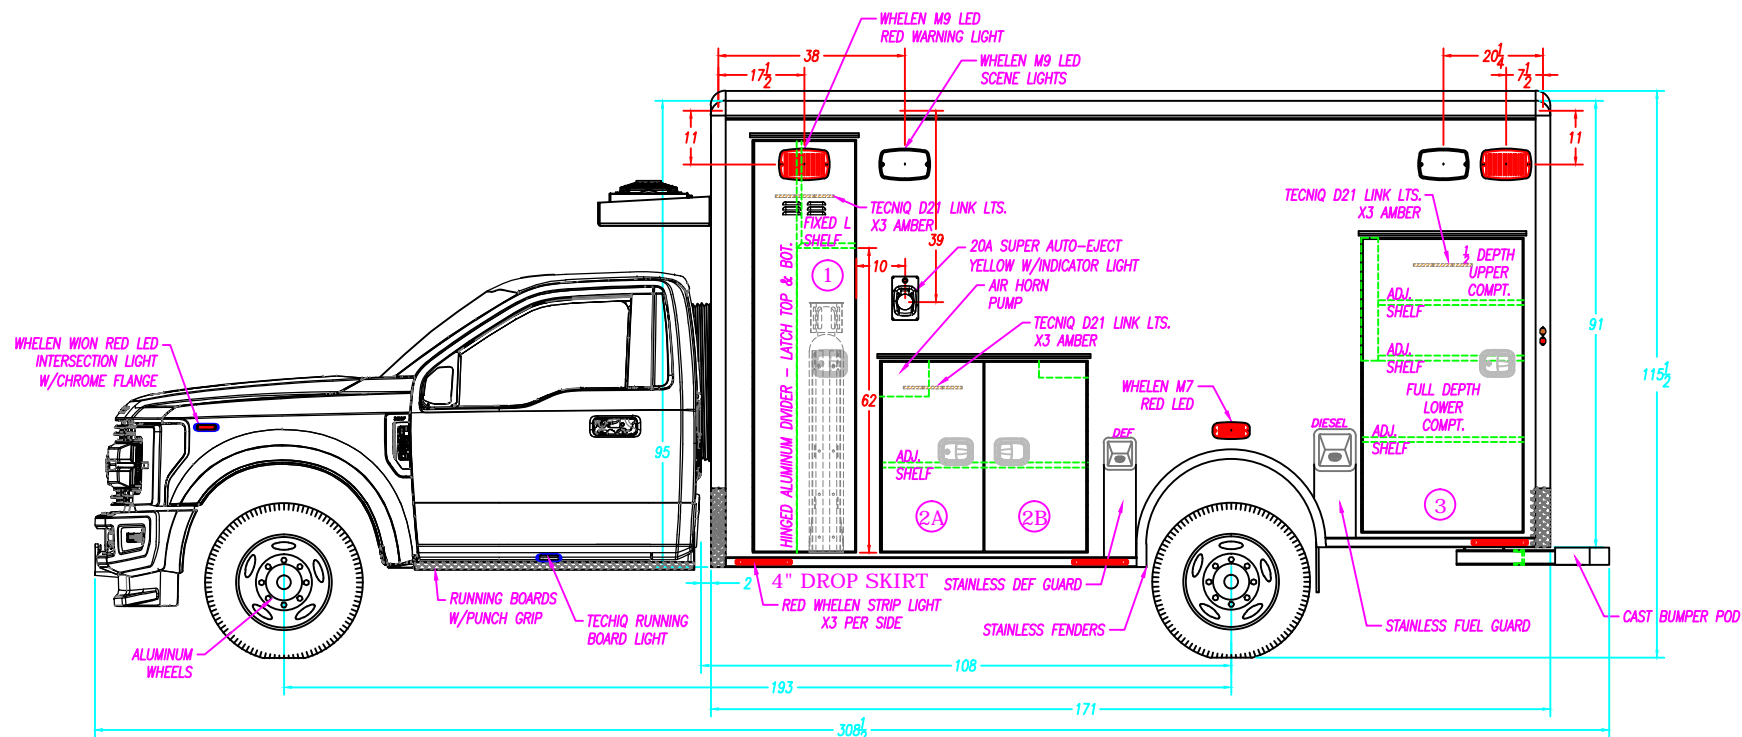 WHELEN M9 LED
RED WARNING LIGHT
38
17 1/2
WHELEN M9 LED
SCENE LIGHTS
20 1/4
7 1/2
11
11
TECNIQ D21 LINK LTS.
X3 AMBER
FIXED L
SHELF
TECNIQ D21 LINK LTS.
X3 AMBER
39
1
10
20A SUPER AUTO-EJECT
YELLOW W/INDICATOR LIGHT
AIR HORN
PUMP
TECNIQ D21 LINK LTS.
X3 AMBER
HINGED ALUMINUM DIVIDER - LATCH TOP & BOT.
1/2 DEPTH
UPPER
COMPT.
ADJ.
SHELF
ADJ.
SHELF
FULL DEPTH
LOWER
COMPT.
ADJ.
SHELF
3
91
115 1/2
WHELEN WION RED LED
INTERSECTION LIGHT
W/CHROME FLANGE
62
95
WHELEN M7
RED LED
DEF
DIESEL
ADJ.
SHELF
2A
2B
2
4" DROP SKIRT
STAINLESS DEF GUARD
RED WHELEN STRIP LIGHT
X3 PER SIDE
STAINLESS FENDERS
STAINLESS FUEL GUARD
CAST BUMPER POD
RUNNING BOARDS
W/PUNCH GRIP
TECHIQ RUNNING
BOARD LIGHT
ALUMINUM
WHEELS
108
193
171
308 1/2